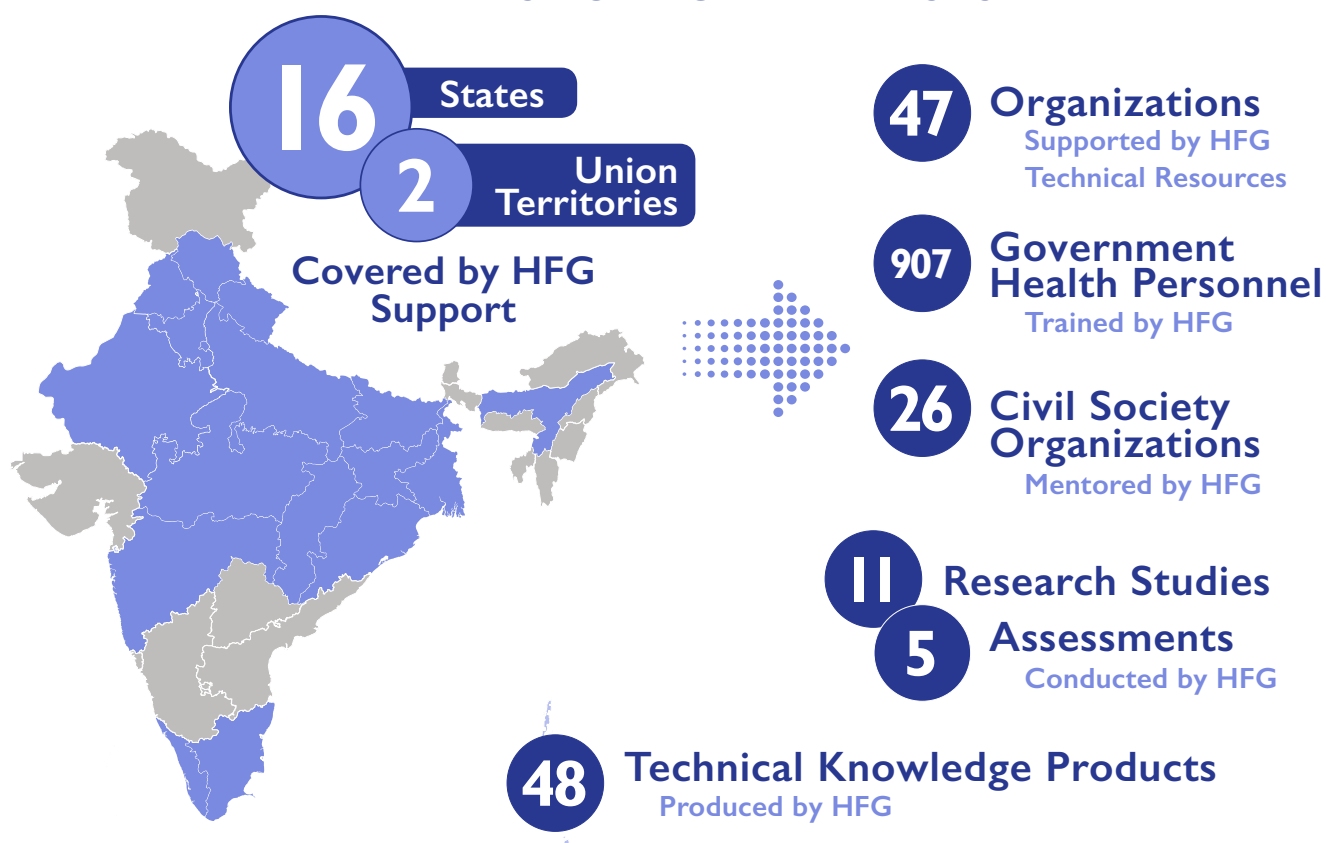 16
States
2
Union
Territories
Covered by HFG
Support
47
Organizations
Supported by HFG
Technical Resources
907
Government
Health Personnel
Trained by HFG
26
Civil Society
Organizations
Mentored by HFG
11
Research Studies
5
Assessments
Conducted by HFG
48
Technical Knowledge Products
Produced by HFG